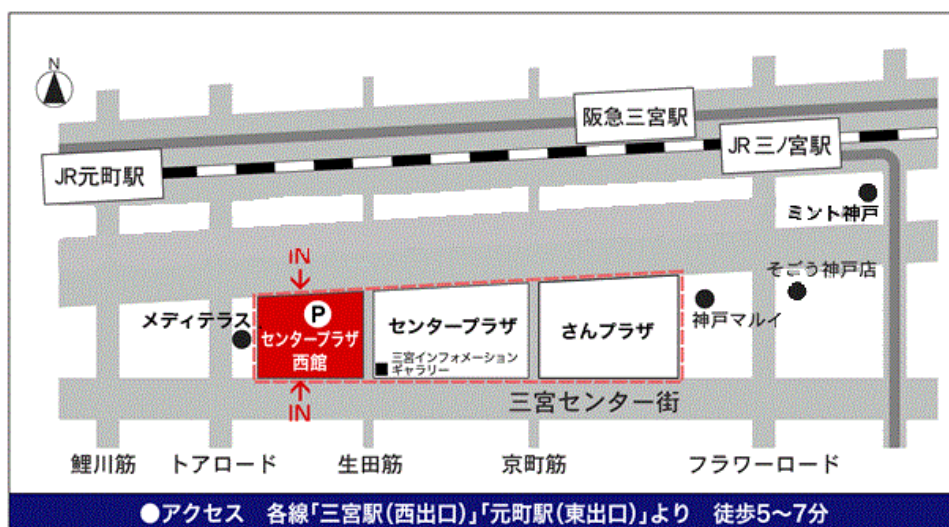 N
阪急三宮駅
JR三ノ宮駅
JR元町駅
ミント神戸
IN
そごう神戸店
メディテラス
P
センタープラザ
西館
センタープラザ
三宮インフォメーション
ギャラリー
さんプラザ
神戸マルイ
IN
三宮センター街
鯉川筋
トアロード
生田筋
京町筋
フラワーロード
●アクセス 各線「三宮駅(西出口)」「元町駅(東出口)」より 徒歩5〜7分